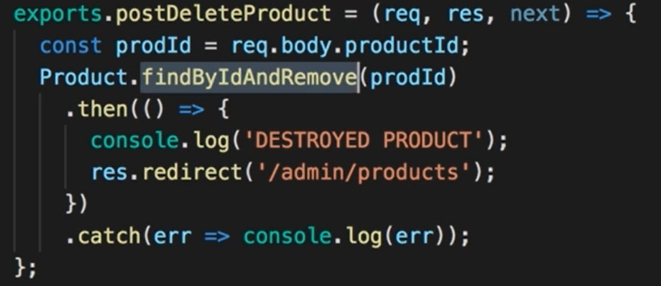 exports.postDeleteProduct = (req, res, next) => {
  const prodId = req.body.productId;
  Product.findByIdAndRemove(prodId)
    .then(() => {
      console.log('DESTROYED PRODUCT');
      res.redirect('/admin/products');
    })
    .catch(err => console.log(err));
};